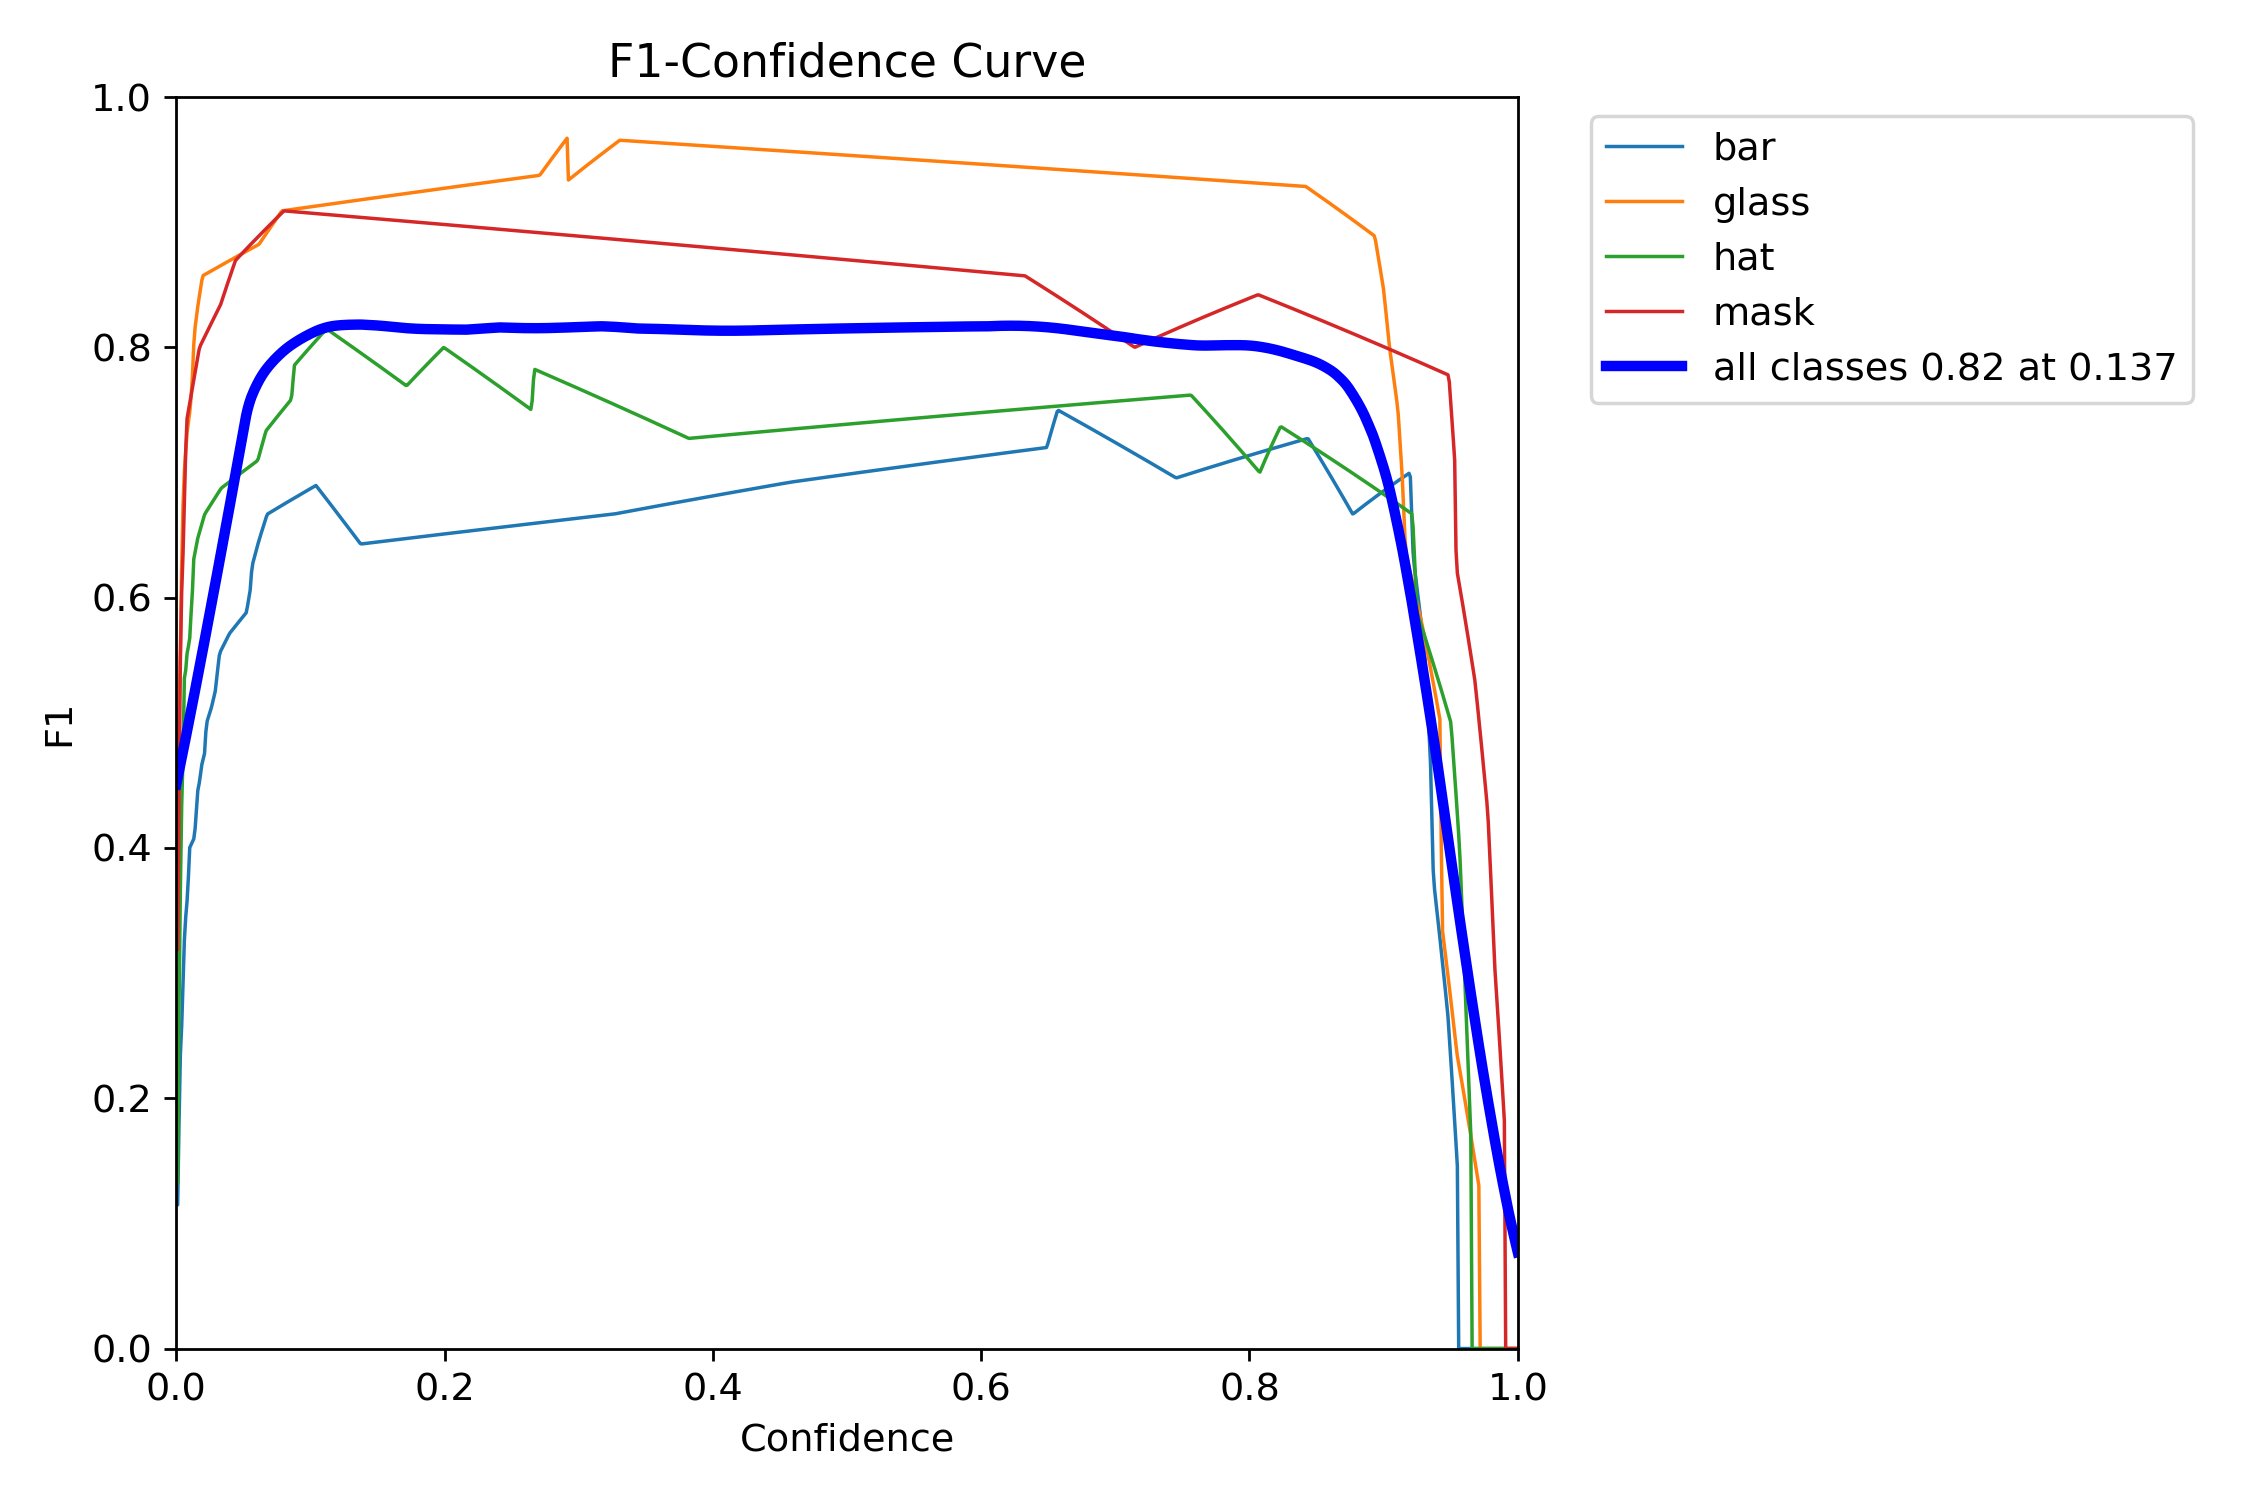 F1-Confidence Curve
1.0
0.8
0.6
0.4
0.2
0.0
F1
0.0 0.2 0.4 0.6 0.8 1.0
Confidence
bar
glass
hat
mask
all classes 0.82 at 0.137